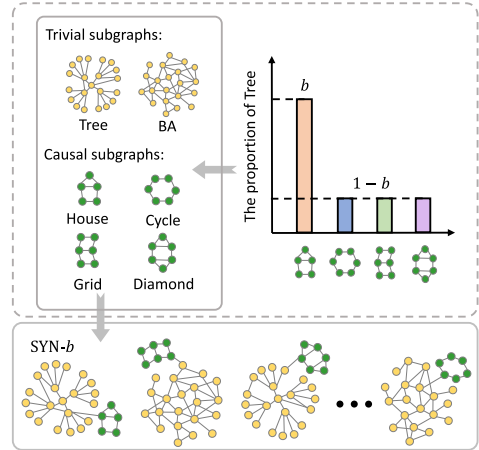 Trivial subgraphs:
Tree
BA
Causal subgraphs:
House
Cycle
Grid
Diamond
The proportion of Tree
b
1 − b
SYN-b